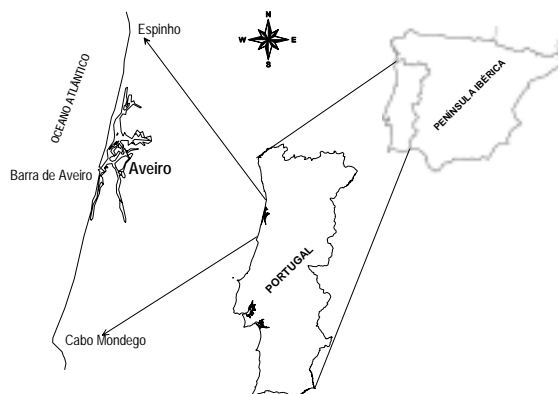 Espinho
OCEANO ATLÂNTICO
Barra de Aveiro
Aveiro
Cabo Mondego
N
W
E
S
PORTUGAL
PENÍNSULA IBÉRICA